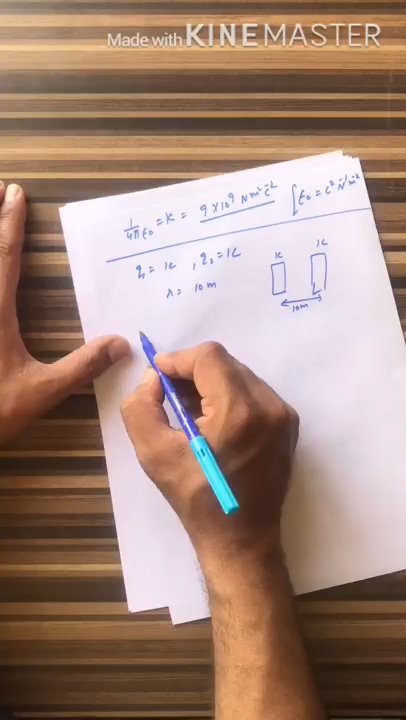 Made with KINEMASTER
1/4πε₀ = K = 9×10⁹ Nm²C⁻² [ε₀ = C²N⁻¹m⁻²
q₁ = 1C , q₂ = 1C
r = 10m
1C 1C
10m